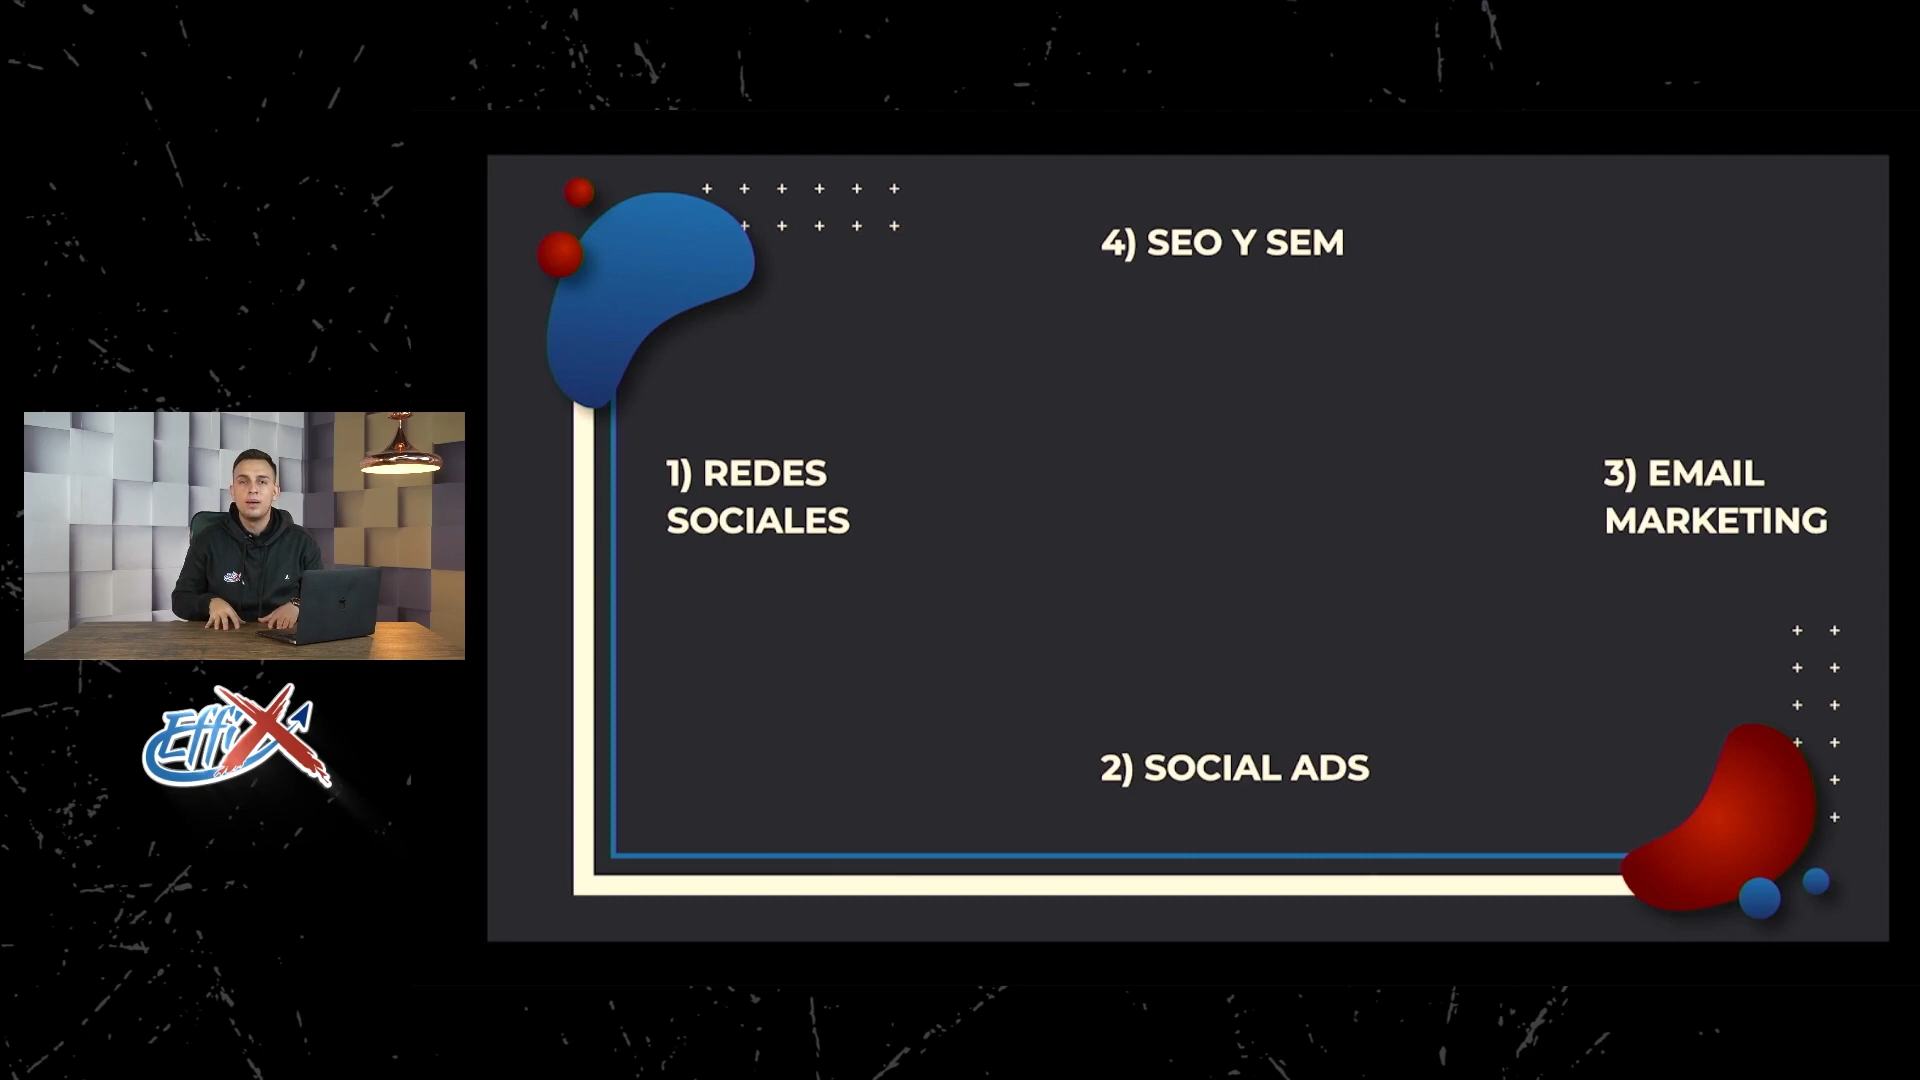 4) SEO Y SEM
1) REDES
SOCIALES
3) EMAIL
MARKETING
2) SOCIAL ADS
EffiX